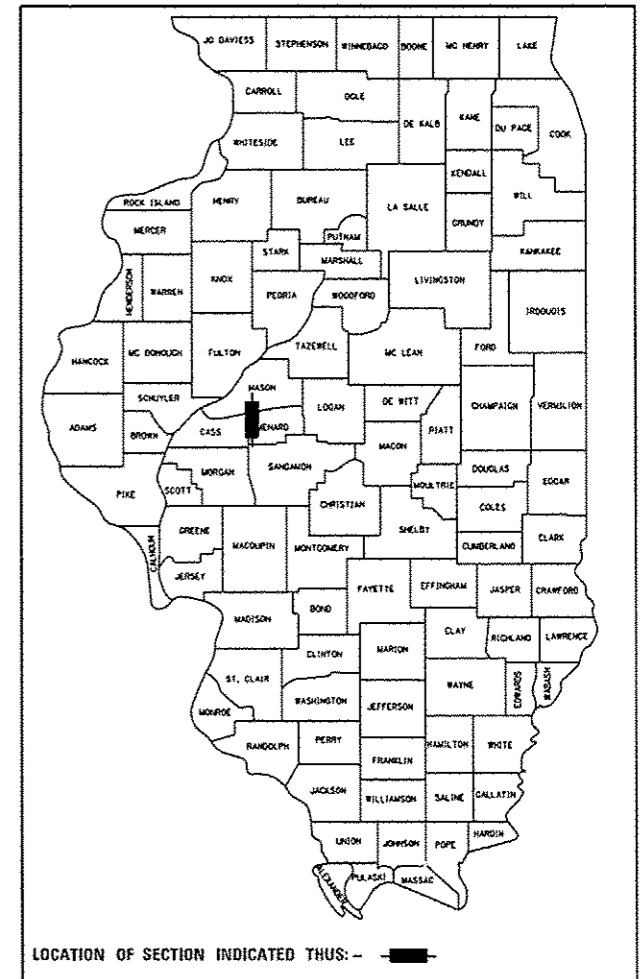 JO DAVIESS STEPHENSON WINNEBAGO BOONE MC HENRY LAKE
CARROLL OGLE DE KALB KANE DU PAGE COOK
WHITESIDE LEE
KENDALL WILL
ROCK ISLAND HENRY BUREAU LA SALLE GRUNDY
MERCER PUTNAM
STARK MARSHALL KANKAKEE
HENDERSON WARREN KNOX PEORIA WOODFORD LIVINGSTON IROQUOIS
HANCOCK MC DONOUGH FULTON TAZEWELL MC LEAN FORD
SCHUYLER MASON
ADAMS BROWN CASS MENARD LOGAN DE WITT CHAMPAIGN VERMILION
MACON PIATT
MORGAN SANGAMON DOUGLAS EDGAR
PIKE SCOTT CHRISTIAN MOULTRIE COLES
GREENE MACOUPIN MONTGOMERY SHELBY CUMBERLAND CLARK
CALHOUN JERSEY
FAYETTE EFFINGHAM JASPER CRAWFORD
MADISON BOND CLAY RICHLAND LAWRENCE
CLINTON MARION
ST. CLAIR WAYNE EDWARDS WABASH
MONROE WASHINGTON JEFFERSON
RANDOLPH PERRY HAMILTON WHITE
FRANKLIN
JACKSON WILLIAMSON SALINE GALLATIN
UNION JOHNSON POPE HARDIN
ALEXANDER PULASKI MASSAC
LOCATION OF SECTION INDICATED THUS: -